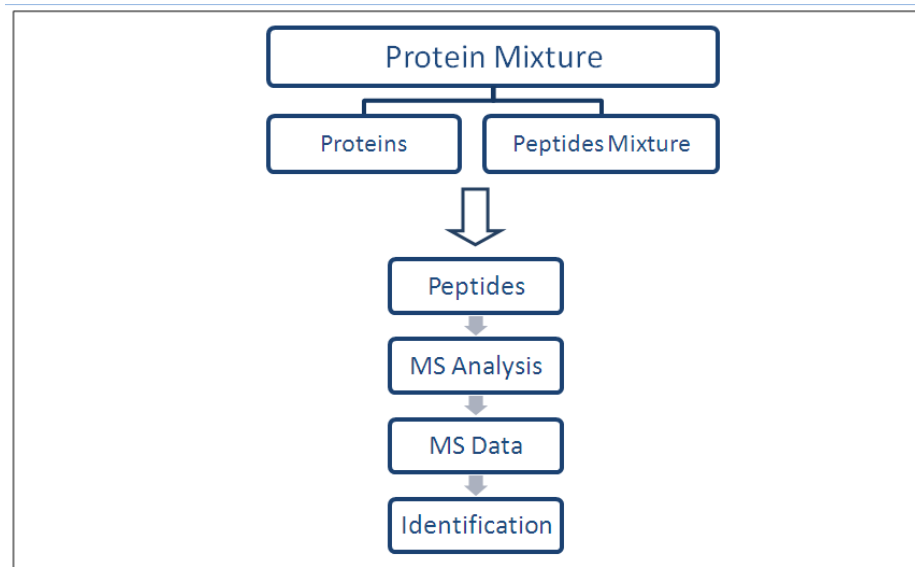 Protein Mixture
Proteins
Peptides Mixture
Peptides
MS Analysis
MS Data
Identification